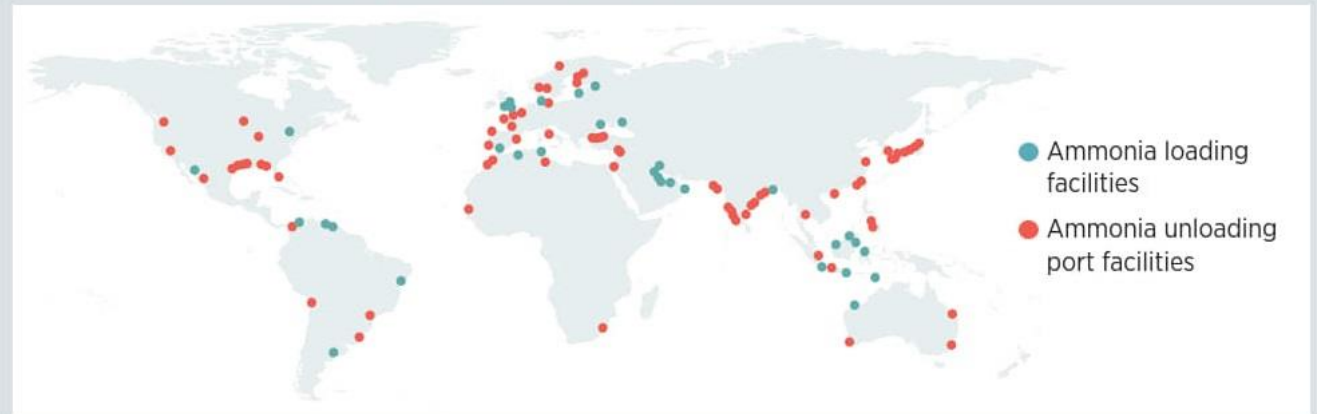 Ammonia loading
facilities
Ammonia unloading
port facilities